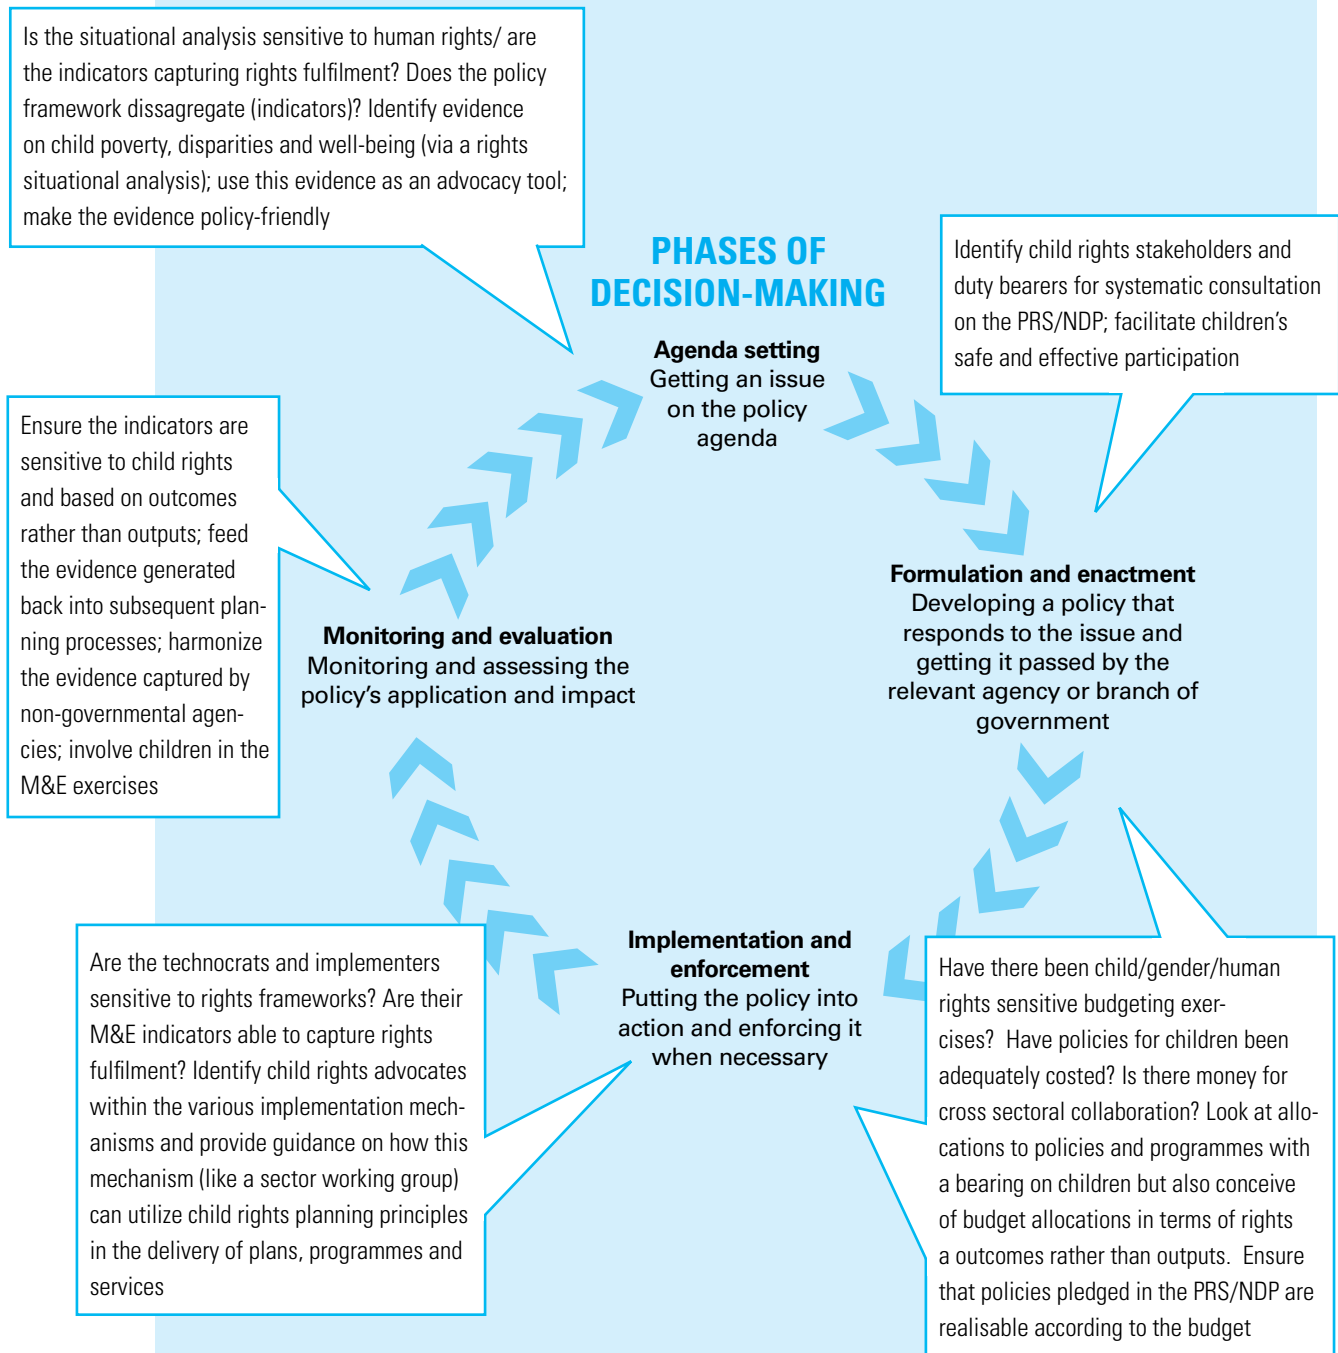 Is the situational analysis sensitive to human rights/ are
the indicators capturing rights fulfilment? Does the policy
framework dissagregate (indicators)? Identify evidence
on child poverty, disparities and well-being (via a rights
situational analysis); use this evidence as an advocacy tool;
make the evidence policy-friendly
PHASES OF
DECISION-MAKING
Identify child rights stakeholders and
duty bearers for systematic consultation
on the PRS/NDP; facilitate children’s
safe and effective participation
Agenda setting
Getting an issue
on the policy
agenda
Ensure the indicators are
sensitive to child rights
and based on outcomes
rather than outputs; feed
the evidence generated
back into subsequent plan-
ning processes; harmonize
the evidence captured by
non-governmental agen-
cies; involve children in the
M&E exercises
Monitoring and evaluation
Monitoring and assessing the
policy’s application and impact
Formulation and enactment
Developing a policy that
responds to the issue and
getting it passed by the
relevant agency or branch of
government
Are the technocrats and implementers
sensitive to rights frameworks? Are their
M&E indicators able to capture rights
fulfilment? Identify child rights advocates
within the various implementation mech-
anisms and provide guidance on how this
mechanism (like a sector working group)
can utilize child rights planning principles
in the delivery of plans, programmes and
services
Implementation and
enforcement
Putting the policy into
action and enforcing it
when necessary
Have there been child/gender/human
rights sensitive budgeting exer-
cises?  Have policies for children been
adequately costed? Is there money for
cross sectoral collaboration? Look at allo-
cations to policies and programmes with
a bearing on children but also conceive
of budget allocations in terms of rights
a outcomes rather than outputs.  Ensure
that policies pledged in the PRS/NDP are
realisable according to the budget